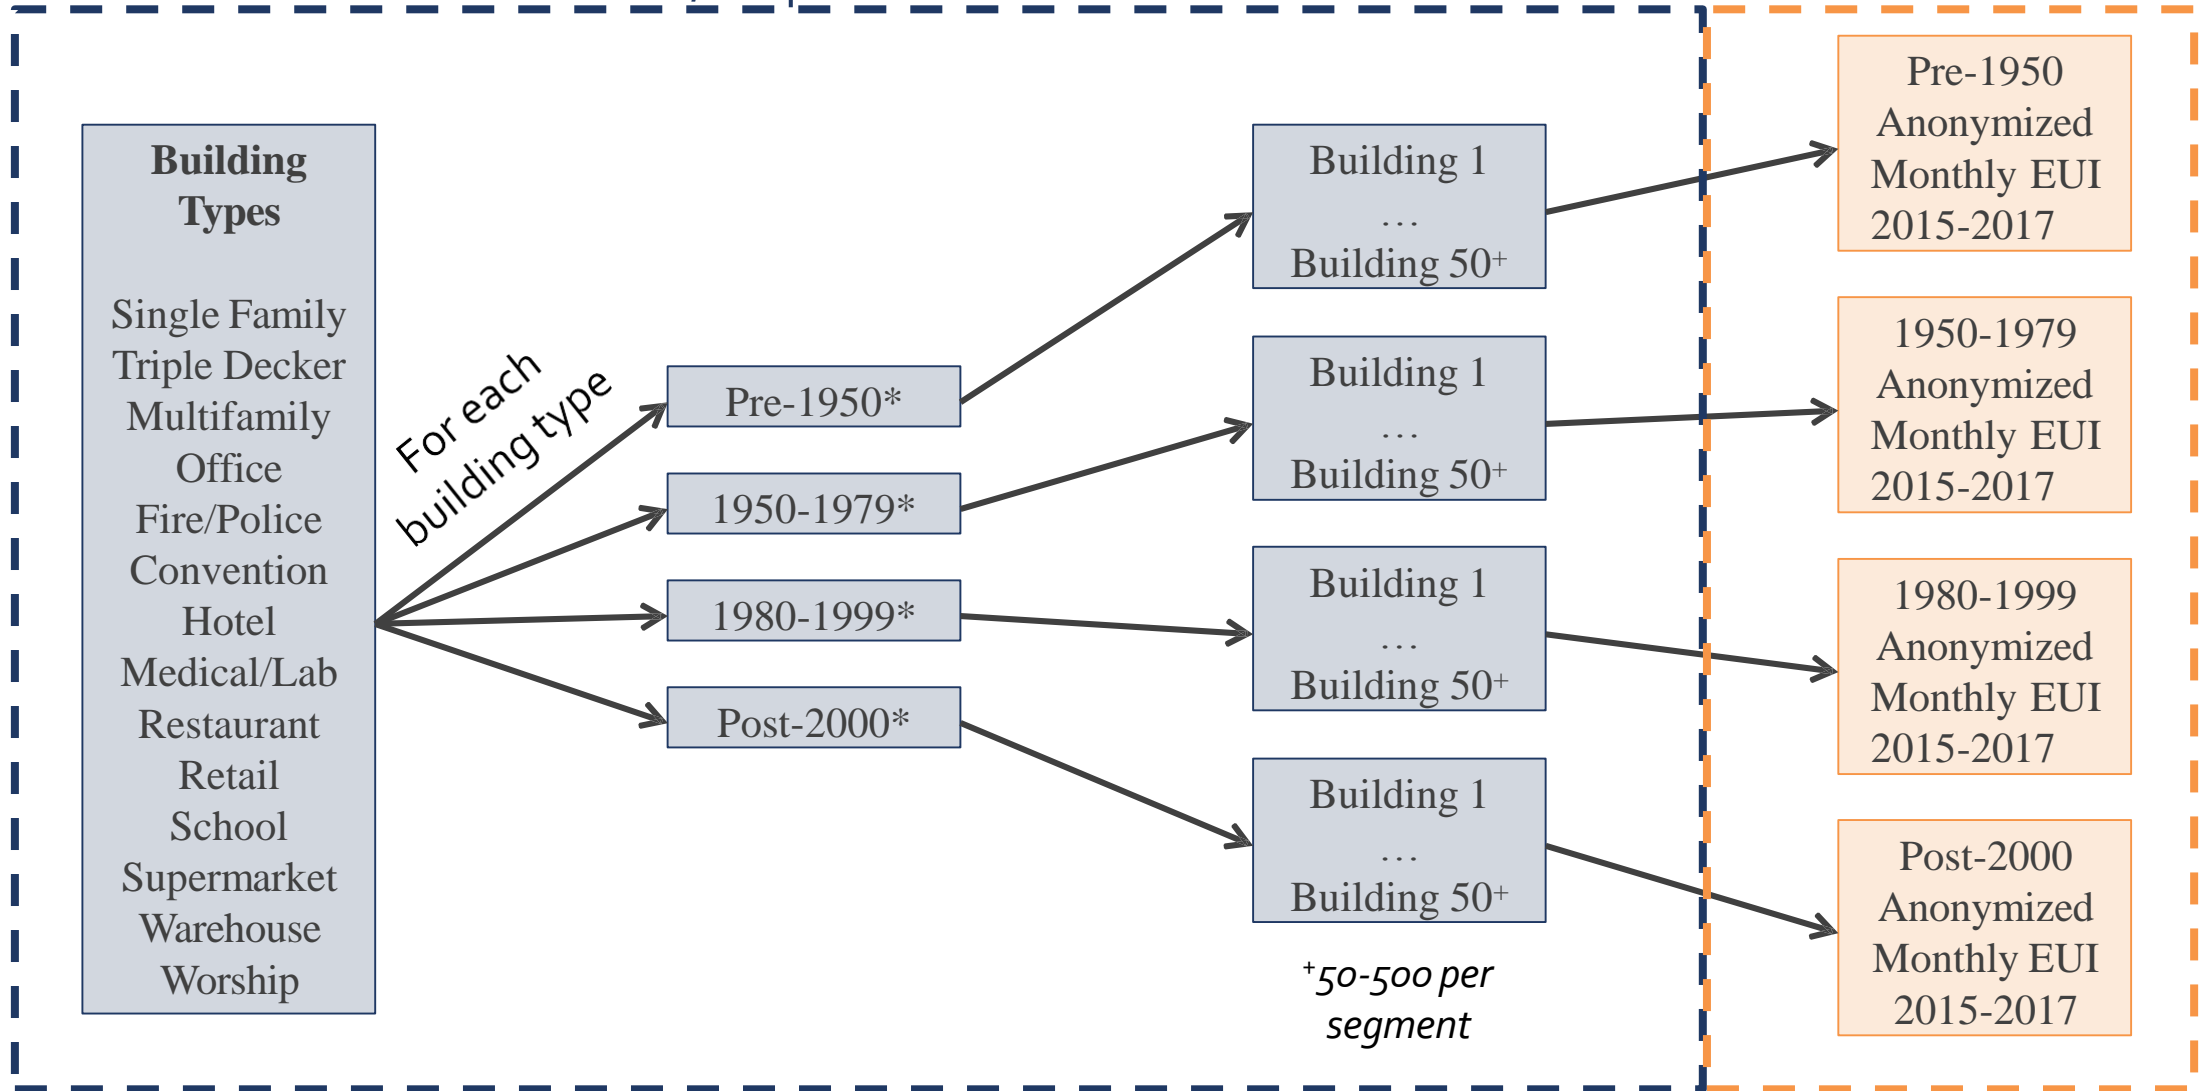 Building
Types
Single Family
Triple Decker
Multifamily
Office
Fire/Police
Convention
Hotel
Medical/Lab
Restaurant
Retail
School
Supermarket
Warehouse
Worship
For each
building type
Pre-1950*
1950-1979*
1980-1999*
Post-2000*
Building 1
...
Building 50+
Building 1
...
Building 50+
Building 1
...
Building 50+
Building 1
...
Building 50+
+50-500 per
segment
Pre-1950
Anonymized
Monthly EUI
2015-2017
1950-1979
Anonymized
Monthly EUI
2015-2017
1980-1999
Anonymized
Monthly EUI
2015-2017
Post-2000
Anonymized
Monthly EUI
2015-2017